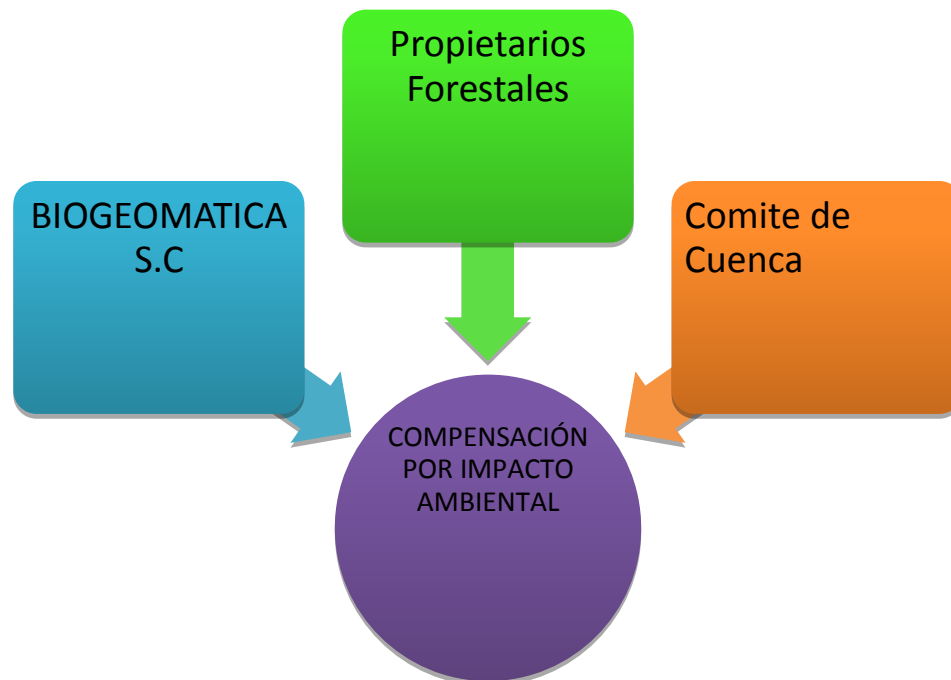 Propietarios
Forestales
BIOGEOMATICA
S.C
Comite de
Cuenca
COMPENSACIÓN
POR IMPACTO
AMBIENTAL